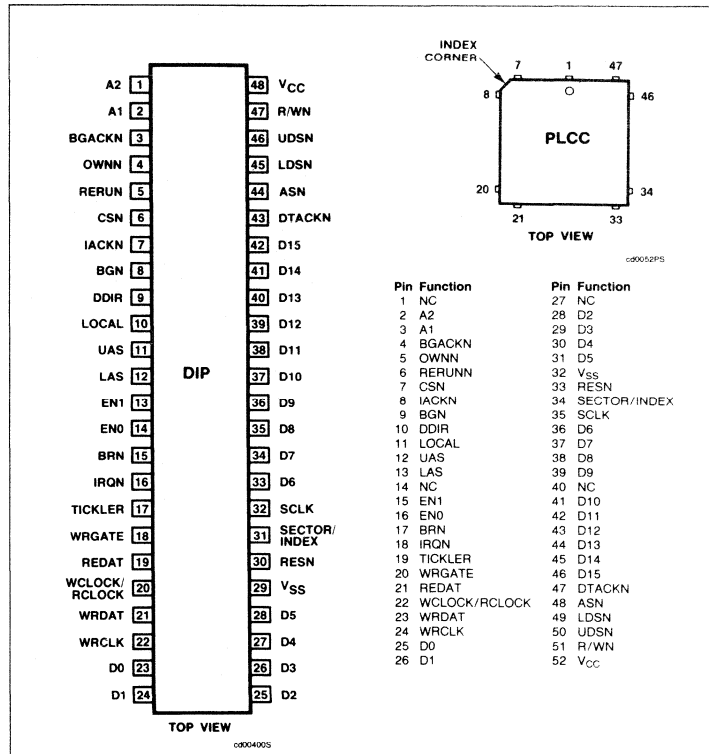 A2 1
A1 2
BGACKN 3
OWNN 4
RERUN 5
CSN 6
IACKN 7
BGN 8
DDIR 9
LOCAL 10
UAS 11
LAS 12
EN1 13
EN0 14
BRN 15
IRQN 16
TICKLER 17
WRGATE 18
REDAT 19
WCLOCK/
RCLOCK 20
WRDAT 21
WRCLK 22
D0 23
D1 24
DIP
48 VCC
47 R/WN
46 UDSN
45 LDSN
44 ASN
43 DTACKN
42 D15
41 D14
40 D13
39 D12
38 D11
37 D10
36 D9
35 D8
34 D7
33 D6
32 SCLK
31 SECTOR/
INDEX
30 RESN
29 VSS
28 D5
27 D4
26 D3
25 D2
TOP VIEW
cd00400S
INDEX
CORNER
7 1 47
8 46
PLCC
20 34
21 33
TOP VIEW
cd0052PS
Pin Function
1 NC
2 A2
3 A1
4 BGACKN
5 OWNN
6 RERUNN
7 CSN
8 IACKN
9 BGN
10 DDIR
11 LOCAL
12 UAS
13 LAS
14 NC
15 EN1
16 EN0
17 BRN
18 IRQN
19 TICKLER
20 WRGATE
21 REDAT
22 WCLOCK/RCLOCK
23 WRDAT
24 WRCLK
25 D0
26 D1
Pin Function
27 NC
28 D2
29 D3
30 D4
31 D5
32 VSS
33 RESN
34 SECTOR/INDEX
35 SCLK
36 D6
37 D7
38 D8
39 D9
40 NC
41 D10
42 D11
43 D12
44 D13
45 D14
46 D15
47 DTACKN
48 ASN
49 LDSN
50 UDSN
51 R/WN
52 VCC